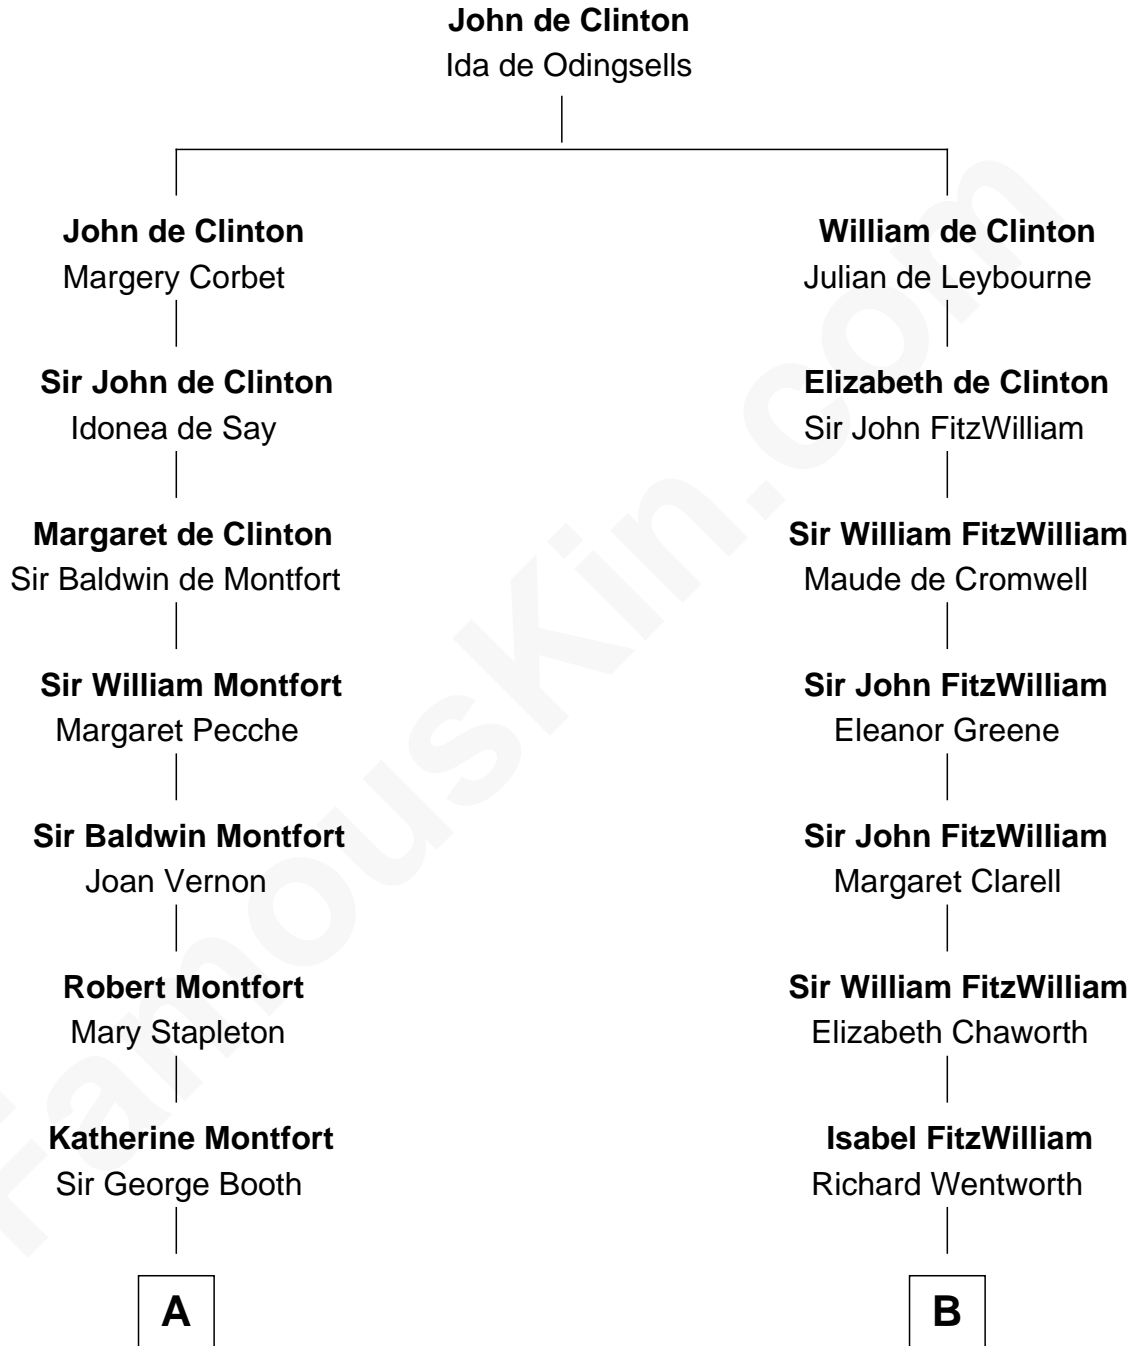 John de Clinton
Ida de Odingsells
John de Clinton
Margery Corbet
William de Clinton
Julian de Leybourne
Sir John de Clinton
Idonea de Say
Elizabeth de Clinton
Sir John FitzWilliam
Margaret de Clinton
Sir Baldwin de Montfort
Sir William FitzWilliam
Maude de Cromwell
Sir William Montfort
Margaret Pecche
Sir John FitzWilliam
Eleanor Greene
Sir Baldwin Montfort
Joan Vernon
Sir John FitzWilliam
Margaret Clarell
Robert Montfort
Mary Stapleton
Sir William FitzWilliam
Elizabeth Chaworth
Katherine Montfort
Sir George Booth
Isabel FitzWilliam
Richard Wentworth
A
B
FamousKin.com